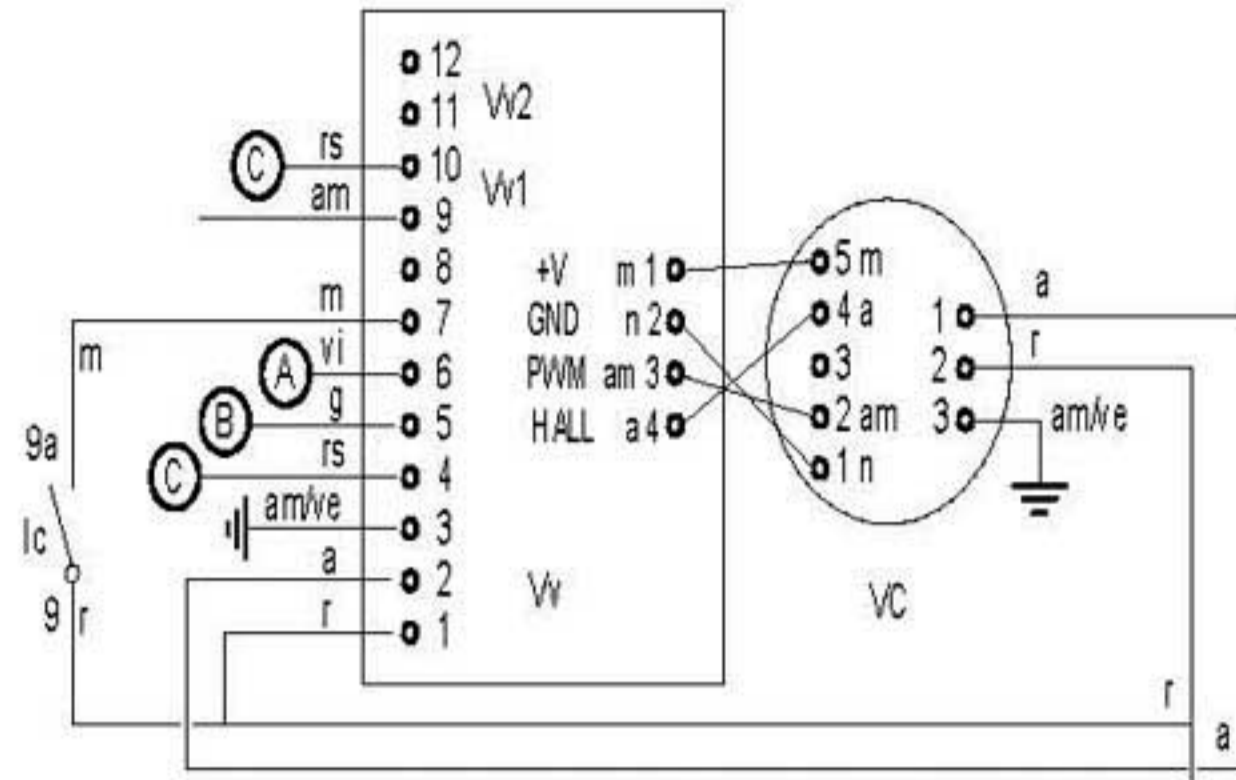 12
11 Vv2
C rs 10
Vv1
am 9
8 +V m 1 5 m
m 7 GND n 2 4 a 1 a
m
A vi 6 PWM am 3 3 2 r
B g 5 HALL a 4 2 am 3 am/ve
9a
C rs 4 1 n
Ic am/ve 3
a 2 Vv VC
9 r r 1
r
a